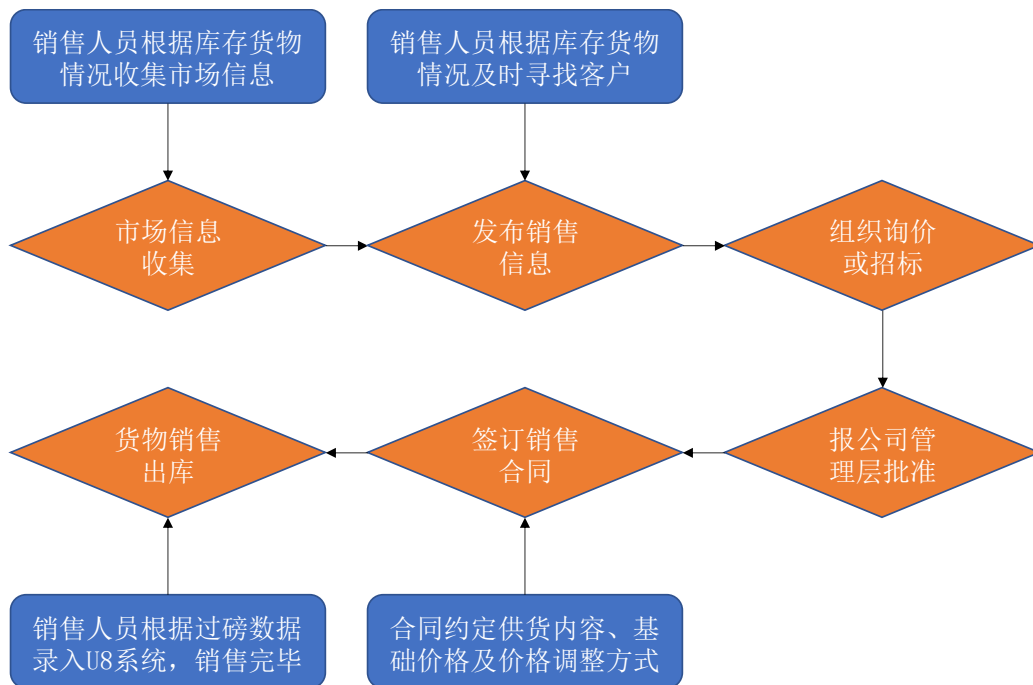 销售人员根据库存货物
情况收集市场信息
销售人员根据库存货物
情况及时寻找客户
市场信息
收集
发布销售
信息
组织询价
或招标
货物销售
出库
签订销售
合同
报公司管
理层批准
销售人员根据过磅数据
录入U8系统，销售完毕
合同约定供货内容、基
础价格及价格调整方式